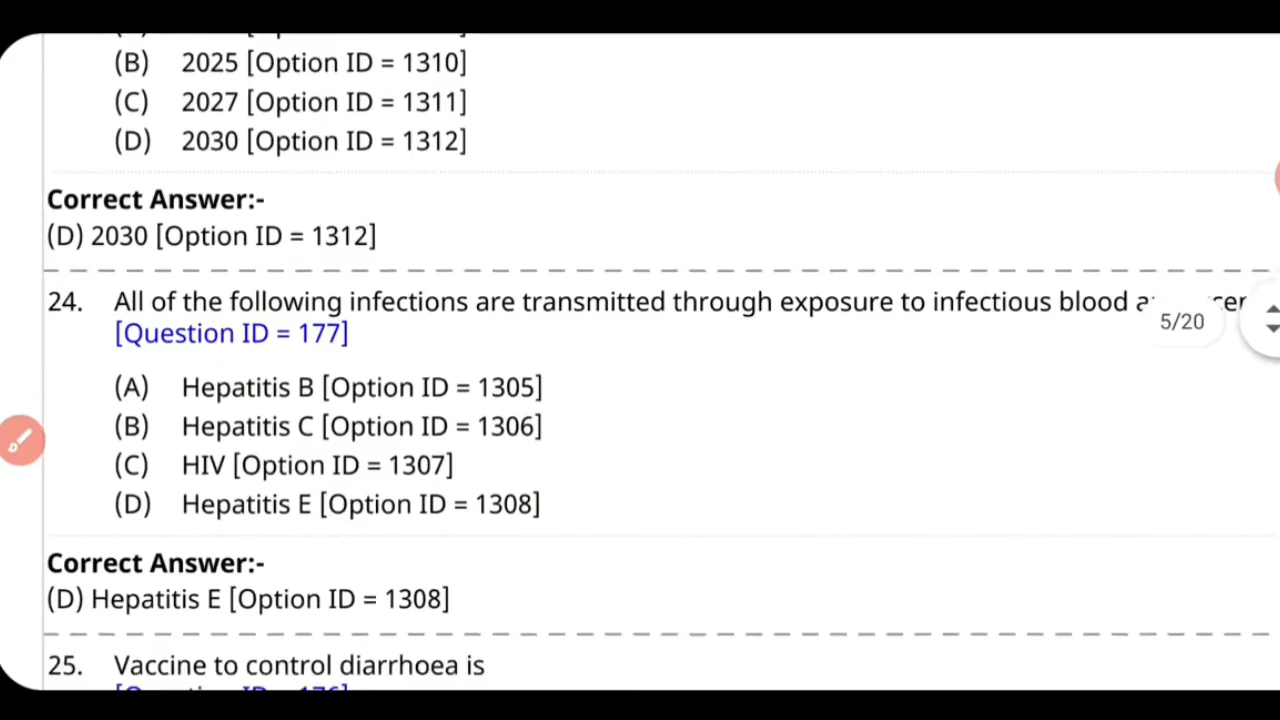 (B) 2025 [Option ID = 1310]
(C) 2027 [Option ID = 1311]
(D) 2030 [Option ID = 1312]
Correct Answer:-
(D) 2030 [Option ID = 1312]
24. All of the following infections are transmitted through exposure to infectious blood
5/20
[Question ID = 177]
(A) Hepatitis B [Option ID = 1305]
(B) Hepatitis C [Option ID = 1306]
(C) HIV [Option ID = 1307]
(D) Hepatitis E [Option ID = 1308]
Correct Answer:-
(D) Hepatitis E [Option ID = 1308]
25. Vaccine to control diarrhoea is